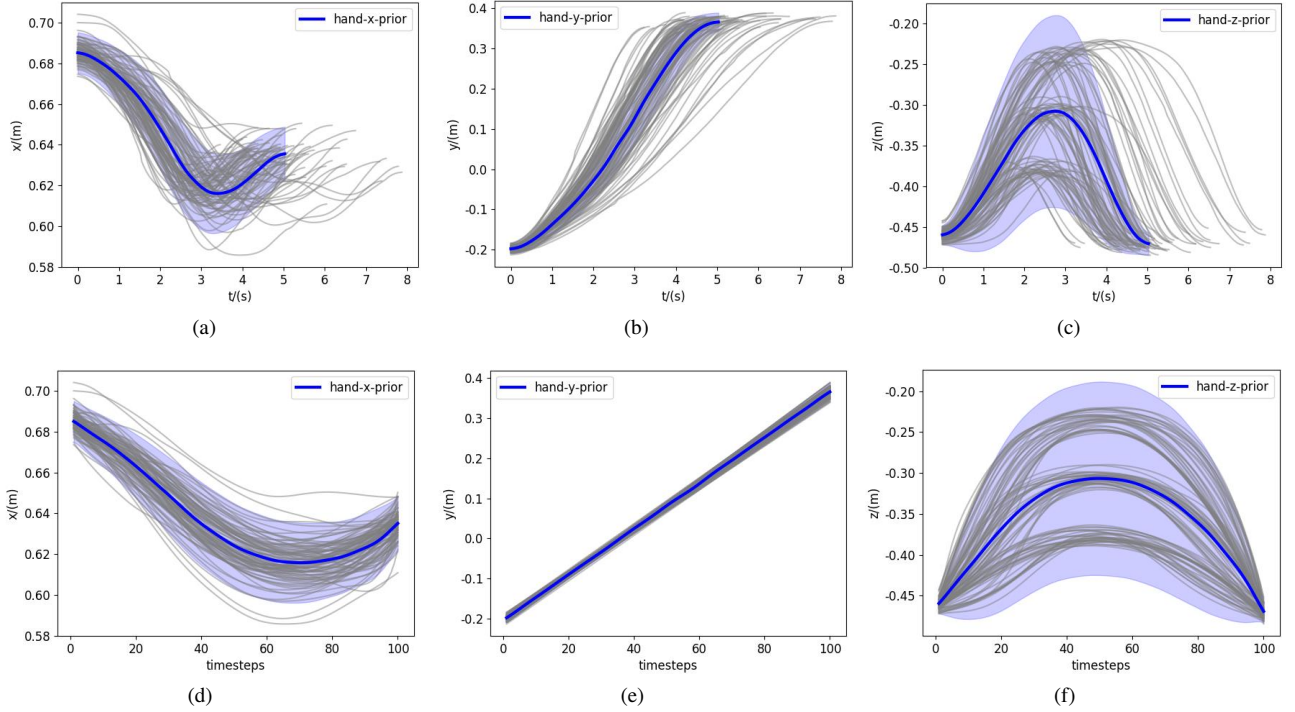 hand-x-prior
0.70
0.68
0.66
0.64
0.62
0.60
0.58
x/(m)
0 1 2 3 4 5 6 7 8
t/(s)
(a)
hand-y-prior
0.4
0.3
0.2
0.1
0.0
-0.1
-0.2
y/(m)
0 1 2 3 4 5 6 7 8
t/(s)
(b)
hand-z-prior
-0.20
-0.25
-0.30
-0.35
-0.40
-0.45
-0.50
z/(m)
0 1 2 3 4 5 6 7 8
t/(s)
(c)
hand-x-prior
0.70
0.68
0.66
0.64
0.62
0.60
0.58
x/(m)
0 20 40 60 80 100
timesteps
(d)
hand-y-prior
0.4
0.3
0.2
0.1
0.0
-0.1
-0.2
y/(m)
0 20 40 60 80 100
timesteps
(e)
hand-z-prior
-0.20
-0.25
-0.30
-0.35
-0.40
-0.45
z/(m)
0 20 40 60 80 100
timesteps
(f)